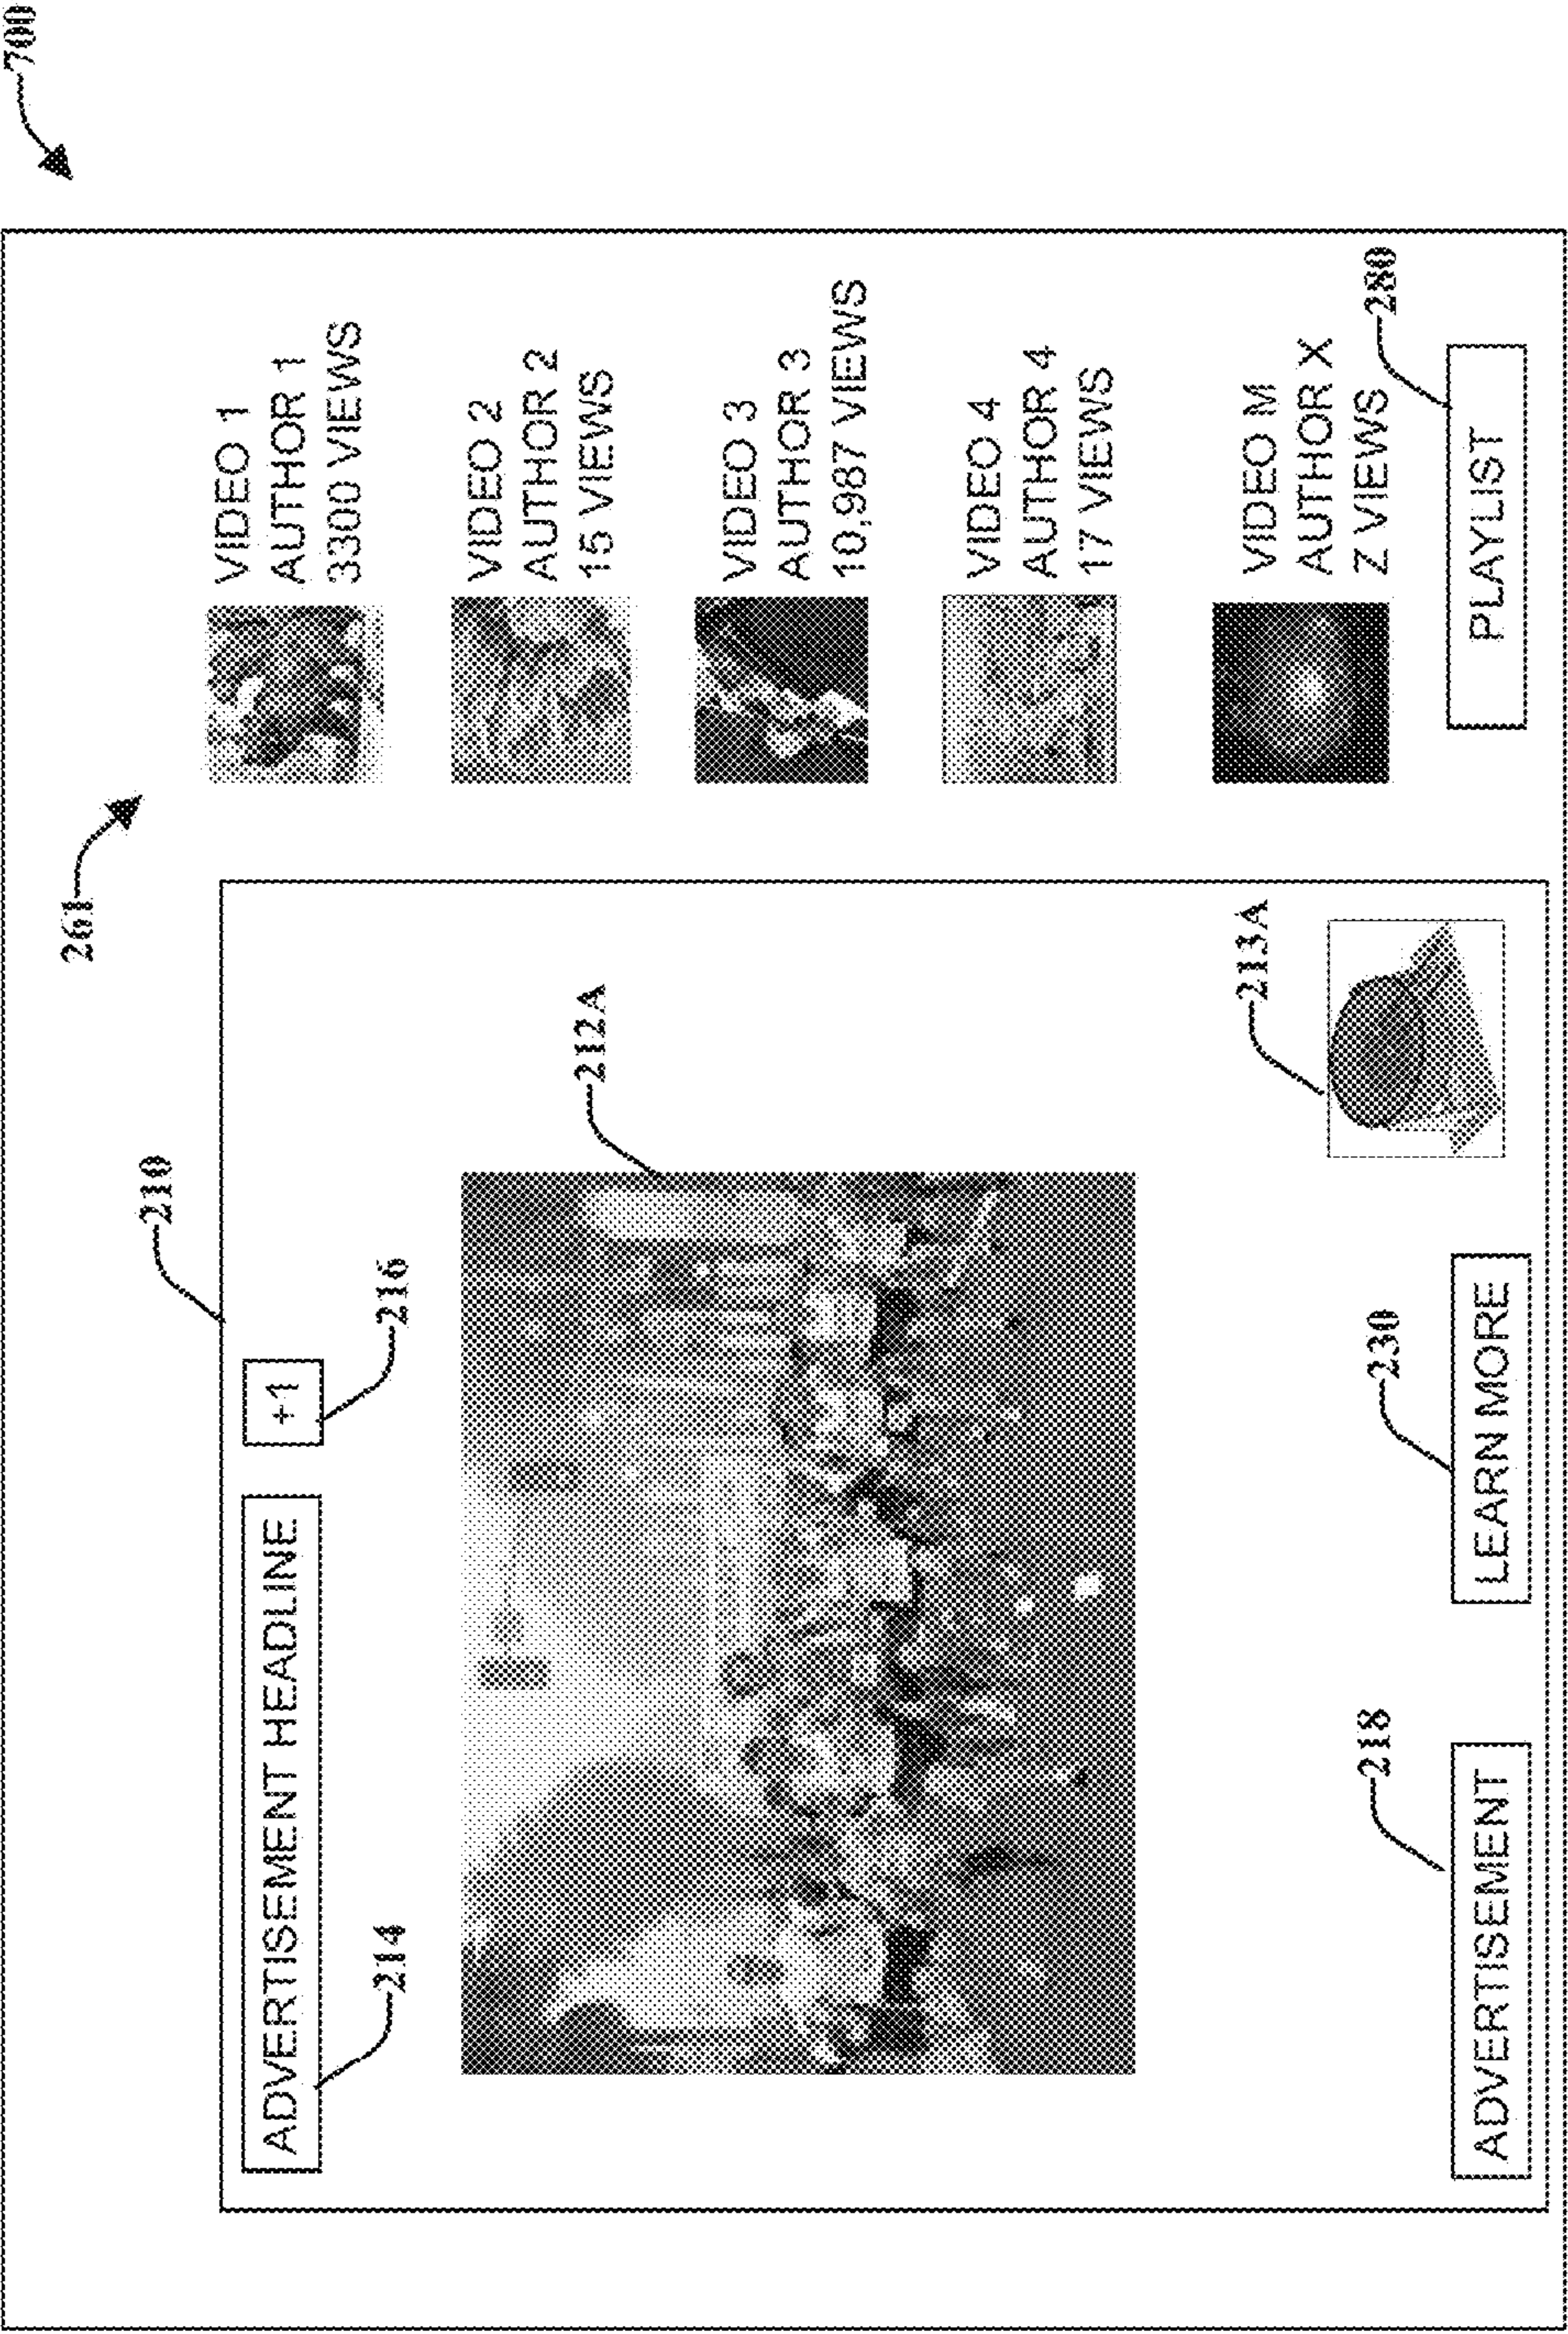 700
261
210
ADVERTISEMENT HEADLINE
+1
214
216
212A
213A
218
ADVERTISEMENT
230
LEARN MORE
VIDEO 1
AUTHOR 1
3300 VIEWS
VIDEO 2
AUTHOR 2
15 VIEWS
VIDEO 3
AUTHOR 3
10,987 VIEWS
VIDEO 4
AUTHOR 4
17 VIEWS
VIDEO M
AUTHOR X
Z VIEWS
280
PLAYLIST